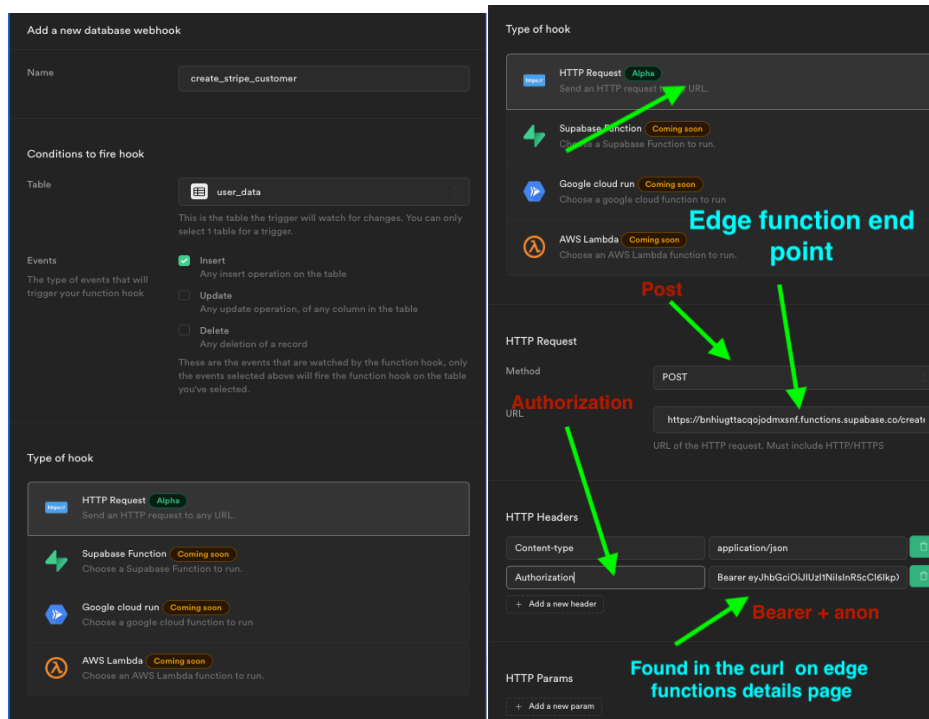 Add a new database webhook
Name
create_stripe_customer
Conditions to fire hook
Table
user_data
This is the table the trigger will watch for changes. You can only
select 1 table for a trigger.
Events
The type of events that will
trigger your function hook
Insert
Any insert operation on the table
Update
Any update operation, of any column in the table
Delete
Any deletion of a record
These are the events that are watched by the function hook, only
the events selected above will fire the function hook on the table
you've selected.
Type of hook
https://
HTTP Request Alpha
Send an HTTP request to any URL.
Supabase Function Coming soon
Choose a Supabase Function to run.
Google cloud run Coming soon
Choose a google cloud function to run
AWS Lambda Coming soon
Choose an AWS Lambda function to run.
Type of hook
https://
HTTP Request Alpha
Send an HTTP request to any URL.
Supabase Function Coming soon
Choose a Supabase Function to run.
Google cloud run Coming soon
Choose a google cloud function to run
AWS Lambda Coming soon
Choose an AWS Lambda function to run.
Edge function end
point
Post
HTTP Request
Method
POST
Authorization
URL
https://bnhiugttacqojodmxsnf.functions.supabase.co/create
URL of the HTTP request. Must include HTTP/HTTPS
HTTP Headers
Content-type
application/json
Authorization
Bearer eyJhbGciOiJIUzI1NiIsInR5cCI6IkpX
+ Add a new header
Bearer + anon
Found in the curl on edge
functions details page
HTTP Params
+ Add a new param